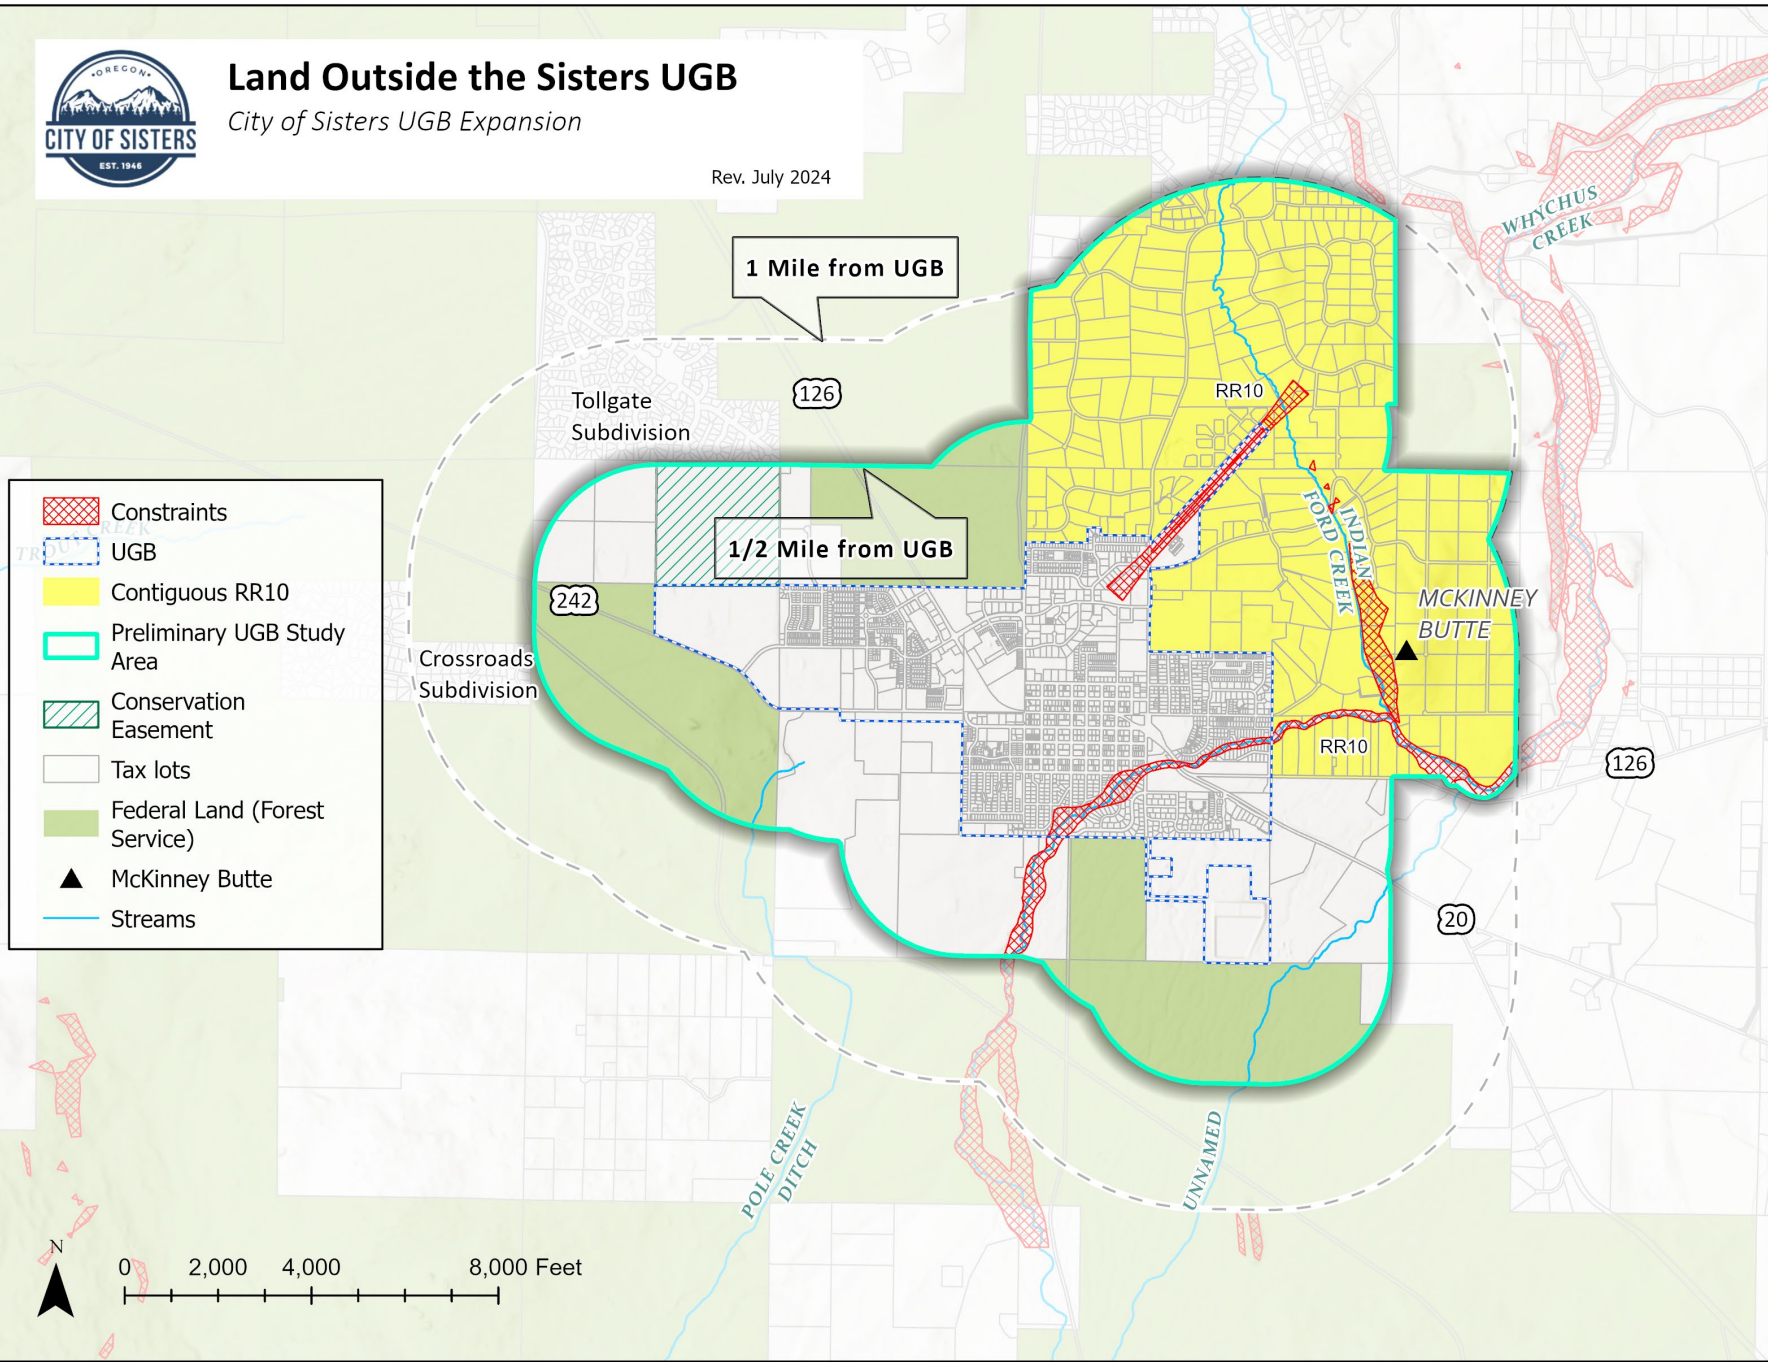 OREGON
CITY OF SISTERS
EST. 1946
Land Outside the Sisters UGB
City of Sisters UGB Expansion
Rev. July 2024
1 Mile from UGB
126
Tollgate
Subdivision
1/2 Mile from UGB
242
Crossroads
Subdivision
RR10
INDIAN
FORD CREEK
MCKINNEY
BUTTE
WHYCHUS
CREEK
RR10
126
20
POLE CREEK
DITCH
UNNAMED
TROUT CREEK
Constraints
UGB
Contiguous RR10
Preliminary UGB Study
Area
Conservation
Easement
Tax lots
Federal Land (Forest
Service)
McKinney Butte
Streams
N
0 2,000 4,000 8,000 Feet